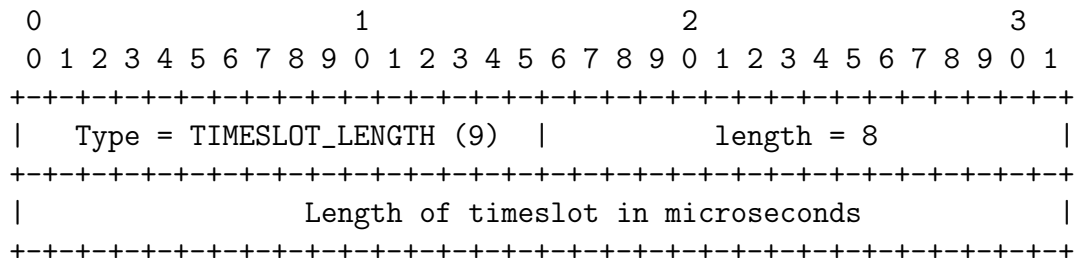 0                   1                   2                   3
0 1 2 3 4 5 6 7 8 9 0 1 2 3 4 5 6 7 8 9 0 1 2 3 4 5 6 7 8 9 0 1
+-+-+-+-+-+-+-+-+-+-+-+-+-+-+-+-+-+-+-+-+-+-+-+-+-+-+-+-+-+-+-+-+
|   Type = TIMESLOT_LENGTH (9)  |          length = 8           |
+-+-+-+-+-+-+-+-+-+-+-+-+-+-+-+-+-+-+-+-+-+-+-+-+-+-+-+-+-+-+-+-+
|                 Length of timeslot in microseconds            |
+-+-+-+-+-+-+-+-+-+-+-+-+-+-+-+-+-+-+-+-+-+-+-+-+-+-+-+-+-+-+-+-+